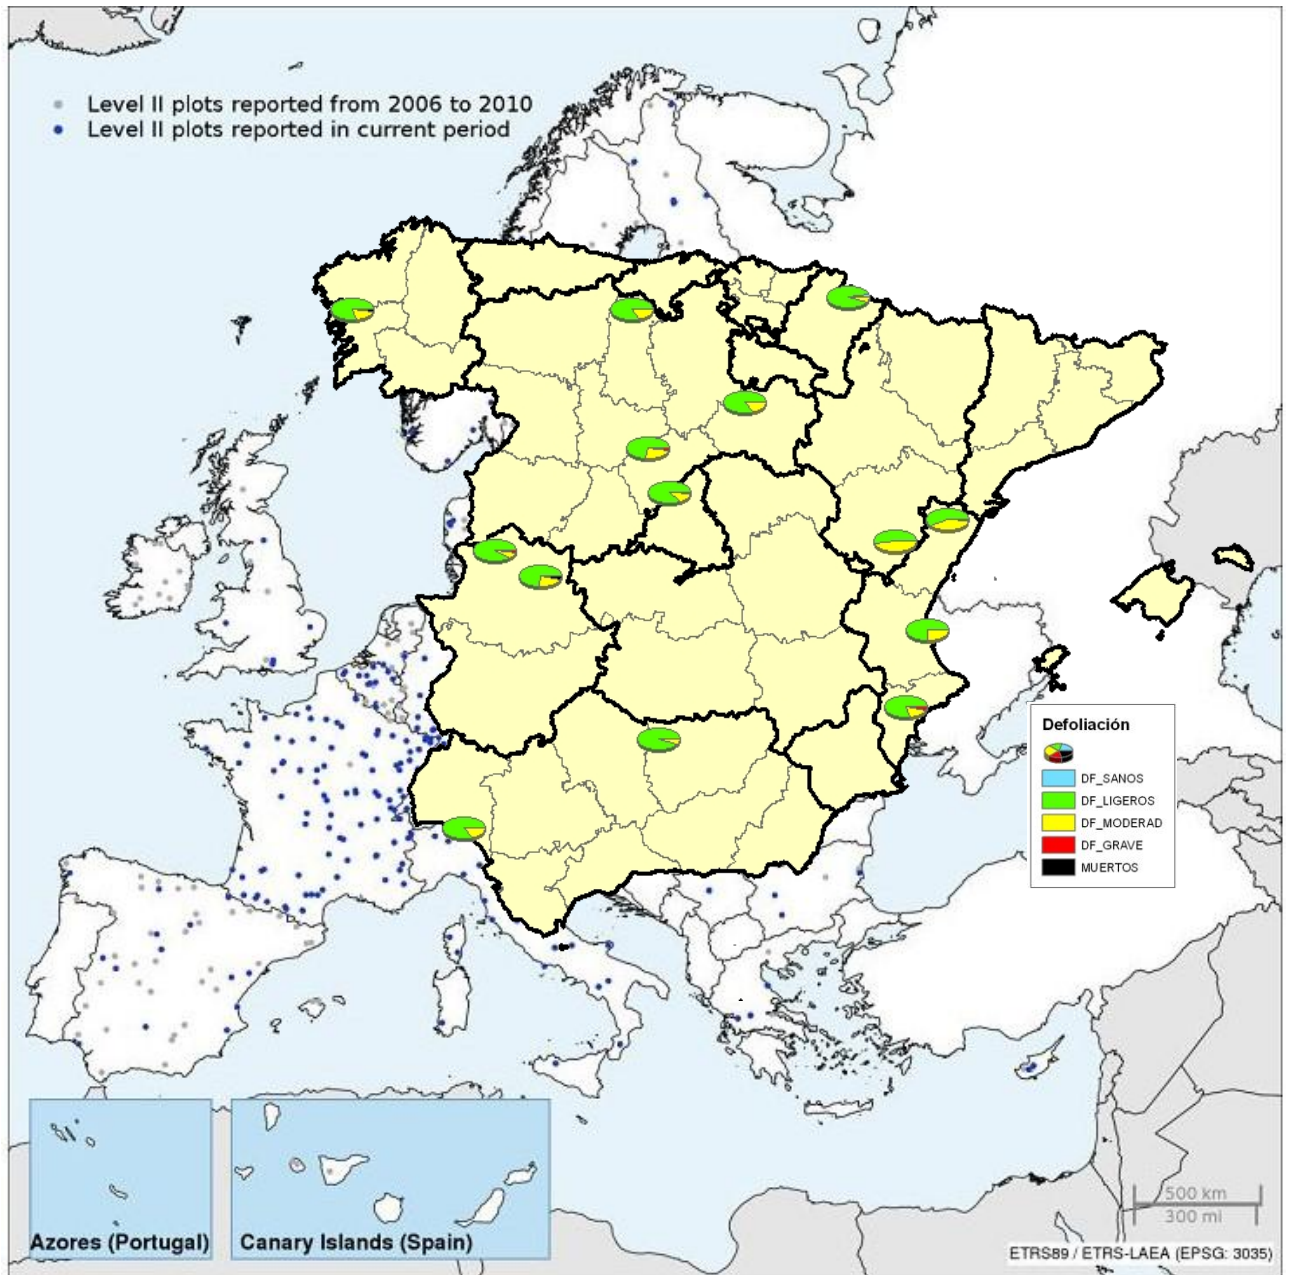 Level II plots reported from 2006 to 2010
Level II plots reported in current period
Defoliación
DF_SANOS
DF_LIGEROS
DF_MODERAD
DF_GRAVE
MUERTOS
Azores (Portugal)
Canary Islands (Spain)
500 km
300 mi
ETRS89 / ETRS-LAEA (EPSG: 3035)